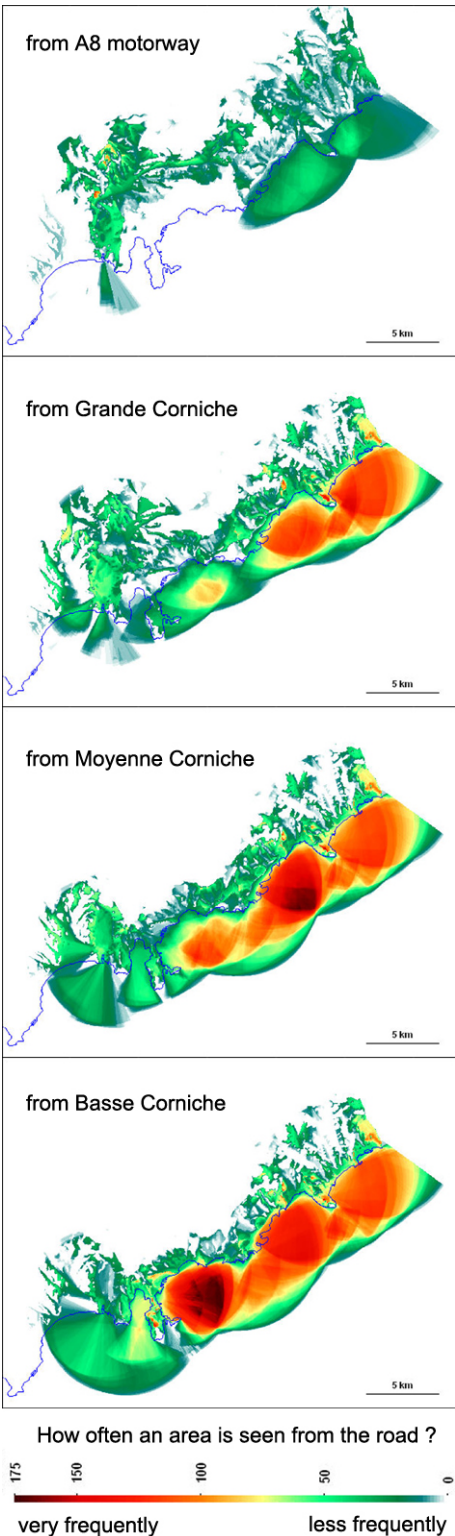 from A8 motorway
5 km
from Grande Corniche
5 km
from Moyenne Corniche
5 km
from Basse Corniche
5 km
How often an area is seen from the road ?
175
150
100
50
0
very frequently
less frequently